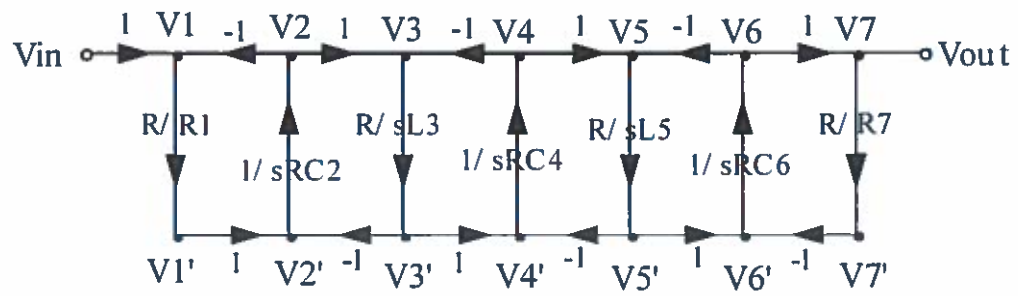 1 V1 -1 V2 1 V3 -1 V4 1 V5 -1 V6 1 V7
Vin Vout
R/ R1 R/ sL3 R/ sL5 R/ R7
1/ sRC2 1/ sRC4 1/ sRC6
V1' 1 V2' -1 V3' 1 V4' -1 V5' 1 V6' -1 V7'